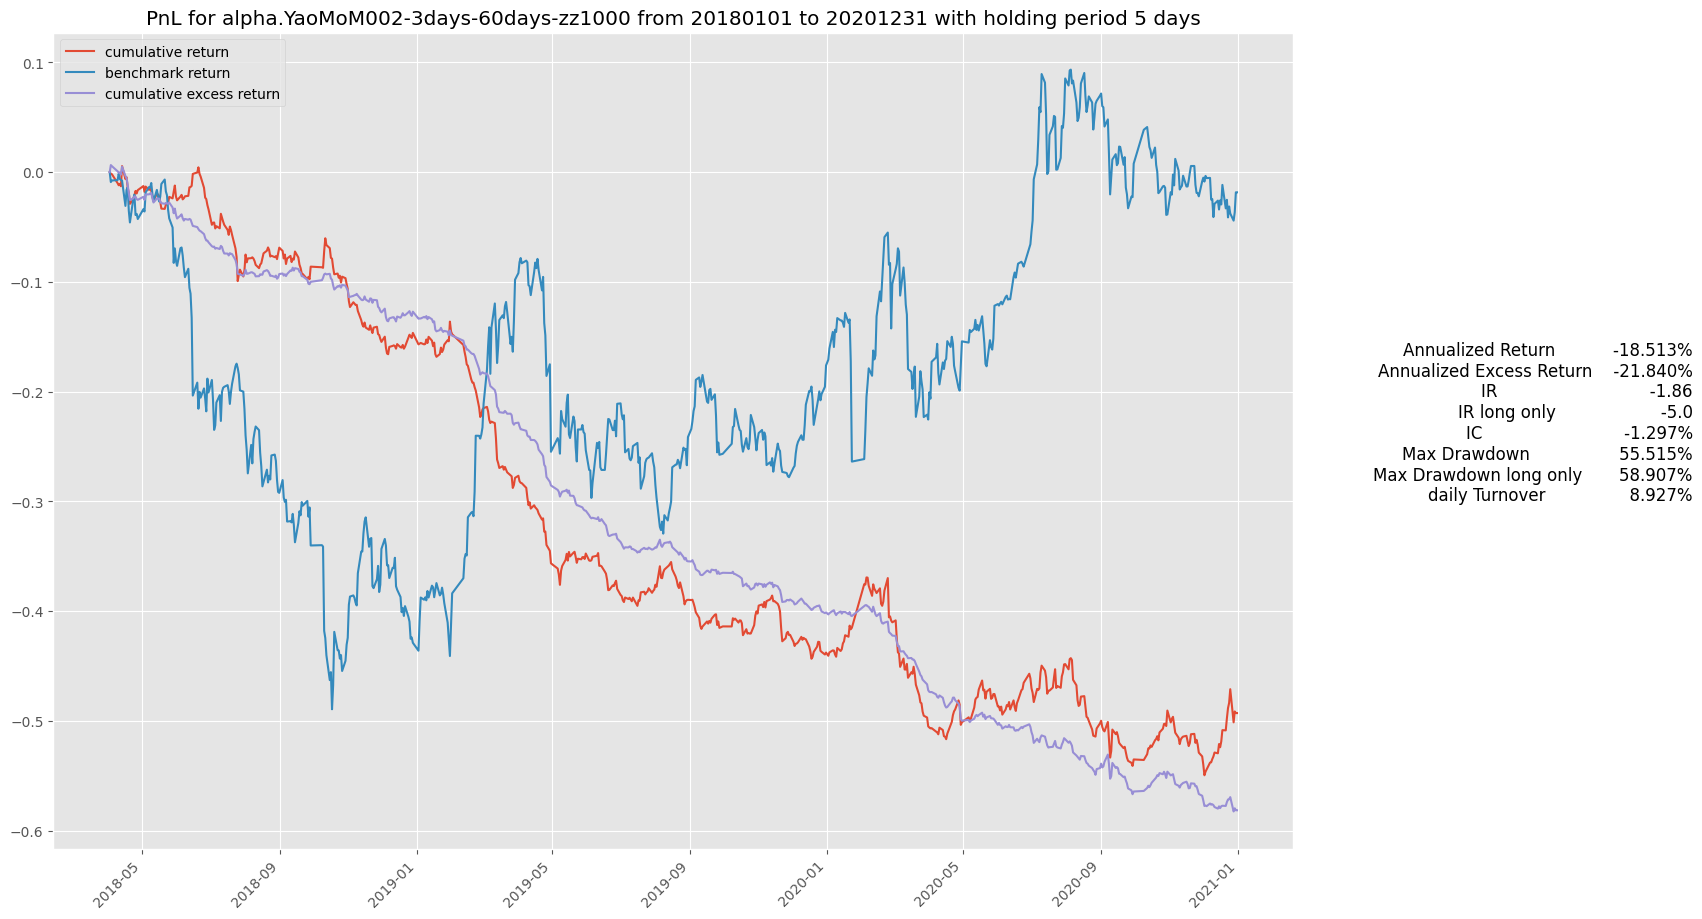 PnL for alpha.YaoMoM002-3days-60days-zz1000 from 20180101 to 20201231 with holding period 5 days
cumulative return
benchmark return
cumulative excess return
0.1
0.0
−0.1
−0.2
−0.3
−0.4
−0.5
−0.6
2018-05
2018-09
2019-01
2019-05
2019-09
2020-01
2020-05
2020-09
2021-01
Annualized Return -18.513%
Annualized Excess Return -21.840%
IR -1.86
IR long only -5.0
IC -1.297%
Max Drawdown 55.515%
Max Drawdown long only 58.907%
daily Turnover 8.927%